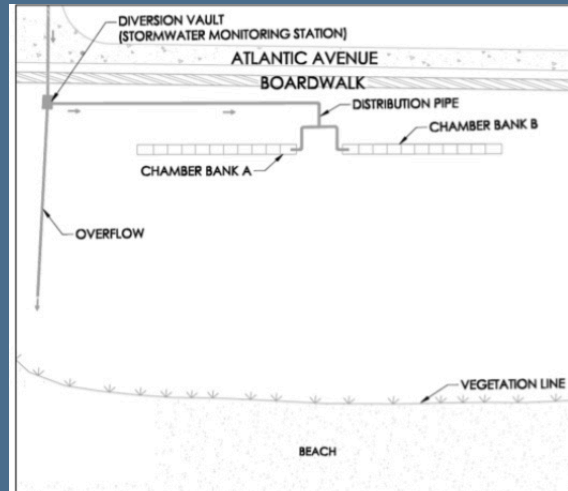 DIVERSION VAULT
(STORMWATER MONITORING STATION)
ATLANTIC AVENUE
BOARDWALK
DISTRIBUTION PIPE
CHAMBER BANK B
CHAMBER BANK A
OVERFLOW
VEGETATION LINE
BEACH